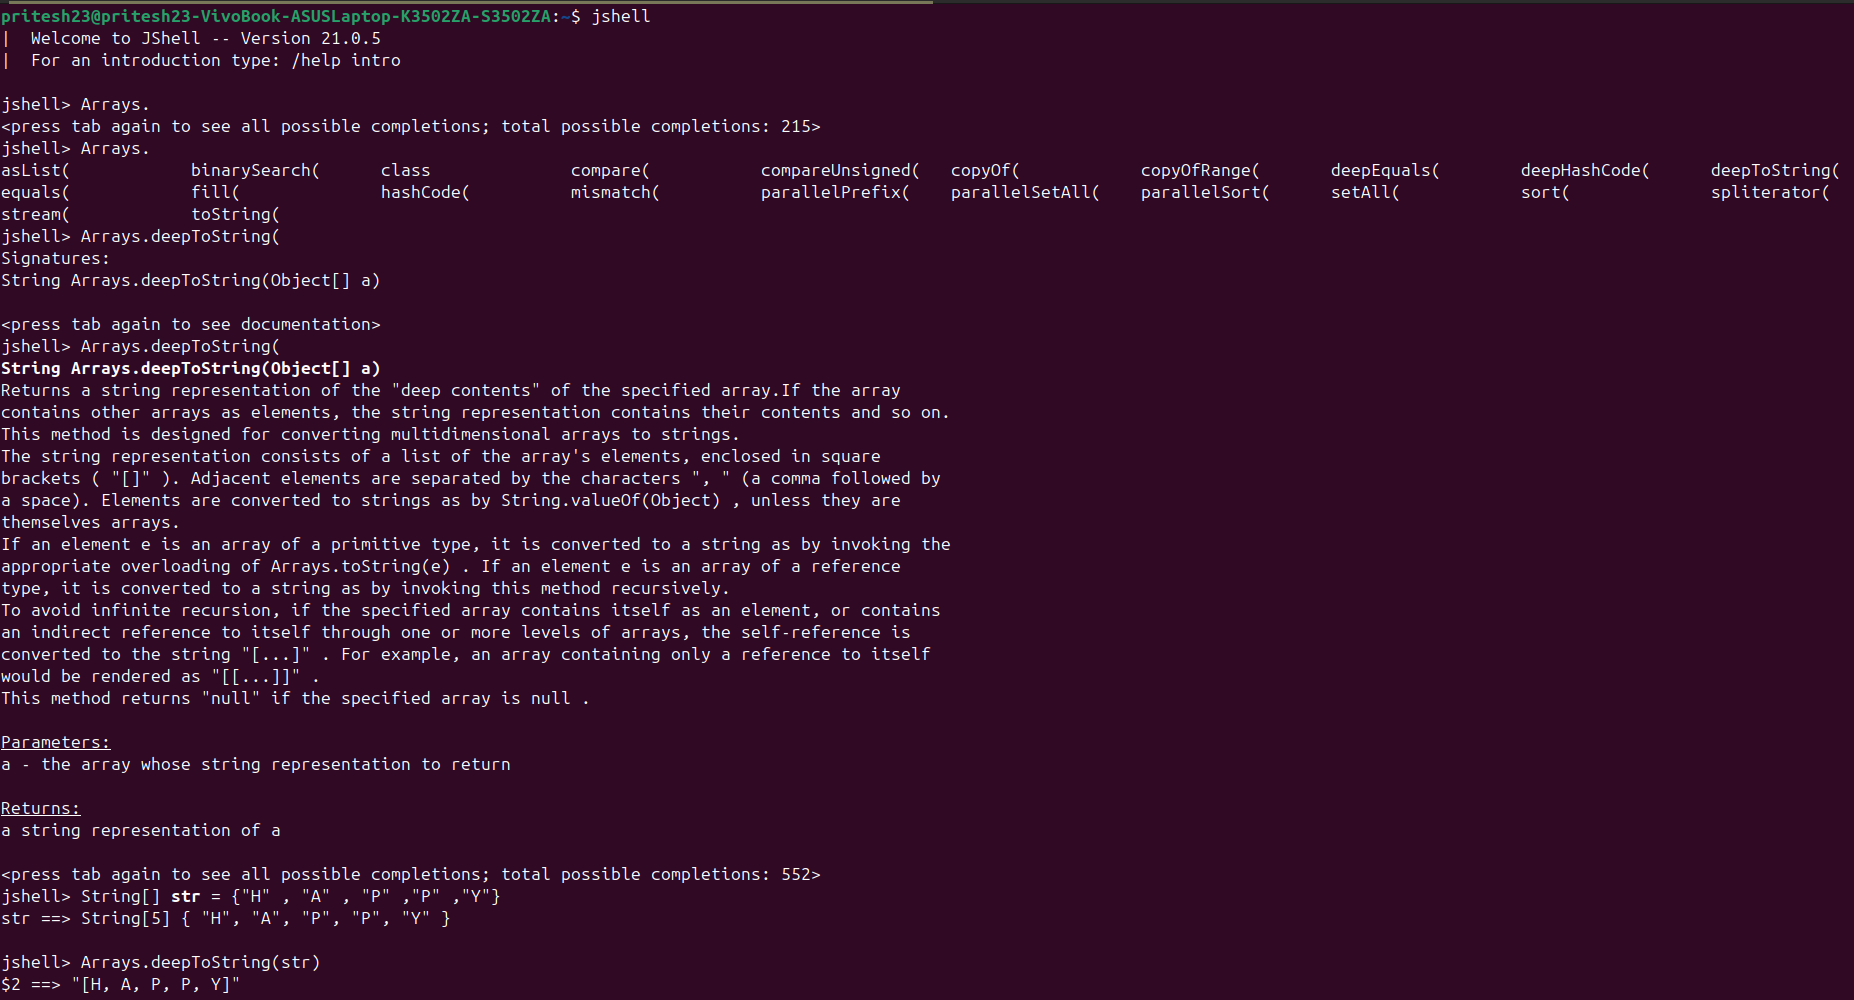 pritesh23@pritesh23-VivoBook-ASUSLaptop-K3502ZA-S3502ZA:~$ jshell
|  Welcome to JShell -- Version 21.0.5
|  For an introduction type: /help intro
jshell> Arrays.
<press tab again to see all possible completions; total possible completions: 215>
jshell> Arrays.
asList(            binarySearch(      class              compare(           compareUnsigned(   copyOf(            copyOfRange(       deepEquals(        deepHashCode(      deepToString(
equals(            fill(              hashCode(          mismatch(          parallelPrefix(    parallelSetAll(    parallelSort(      setAll(            sort(              spliterator(
stream(            toString(
jshell> Arrays.deepToString(
Signatures:
String Arrays.deepToString(Object[] a)
<press tab again to see documentation>
jshell> Arrays.deepToString(
String Arrays.deepToString(Object[] a)
Returns a string representation of the "deep contents" of the specified array.If the array
contains other arrays as elements, the string representation contains their contents and so on.
This method is designed for converting multidimensional arrays to strings.
The string representation consists of a list of the array's elements, enclosed in square
brackets ( "[]" ). Adjacent elements are separated by the characters ", " (a comma followed by
a space). Elements are converted to strings as by String.valueOf(Object) , unless they are
themselves arrays.
If an element e is an array of a primitive type, it is converted to a string as by invoking the
appropriate overloading of Arrays.toString(e) . If an element e is an array of a reference
type, it is converted to a string as by invoking this method recursively.
To avoid infinite recursion, if the specified array contains itself as an element, or contains
an indirect reference to itself through one or more levels of arrays, the self-reference is
converted to the string "[...]" . For example, an array containing only a reference to itself
would be rendered as "[[...]]" .
This method returns "null" if the specified array is null .
Parameters:
a - the array whose string representation to return
Returns:
a string representation of a
<press tab again to see all possible completions; total possible completions: 552>
jshell> String[] str = {"H" , "A" , "P" ,"P" ,"Y"}
str ==> String[5] { "H", "A", "P", "P", "Y" }
jshell> Arrays.deepToString(str)
$2 ==> "[H, A, P, P, Y]"